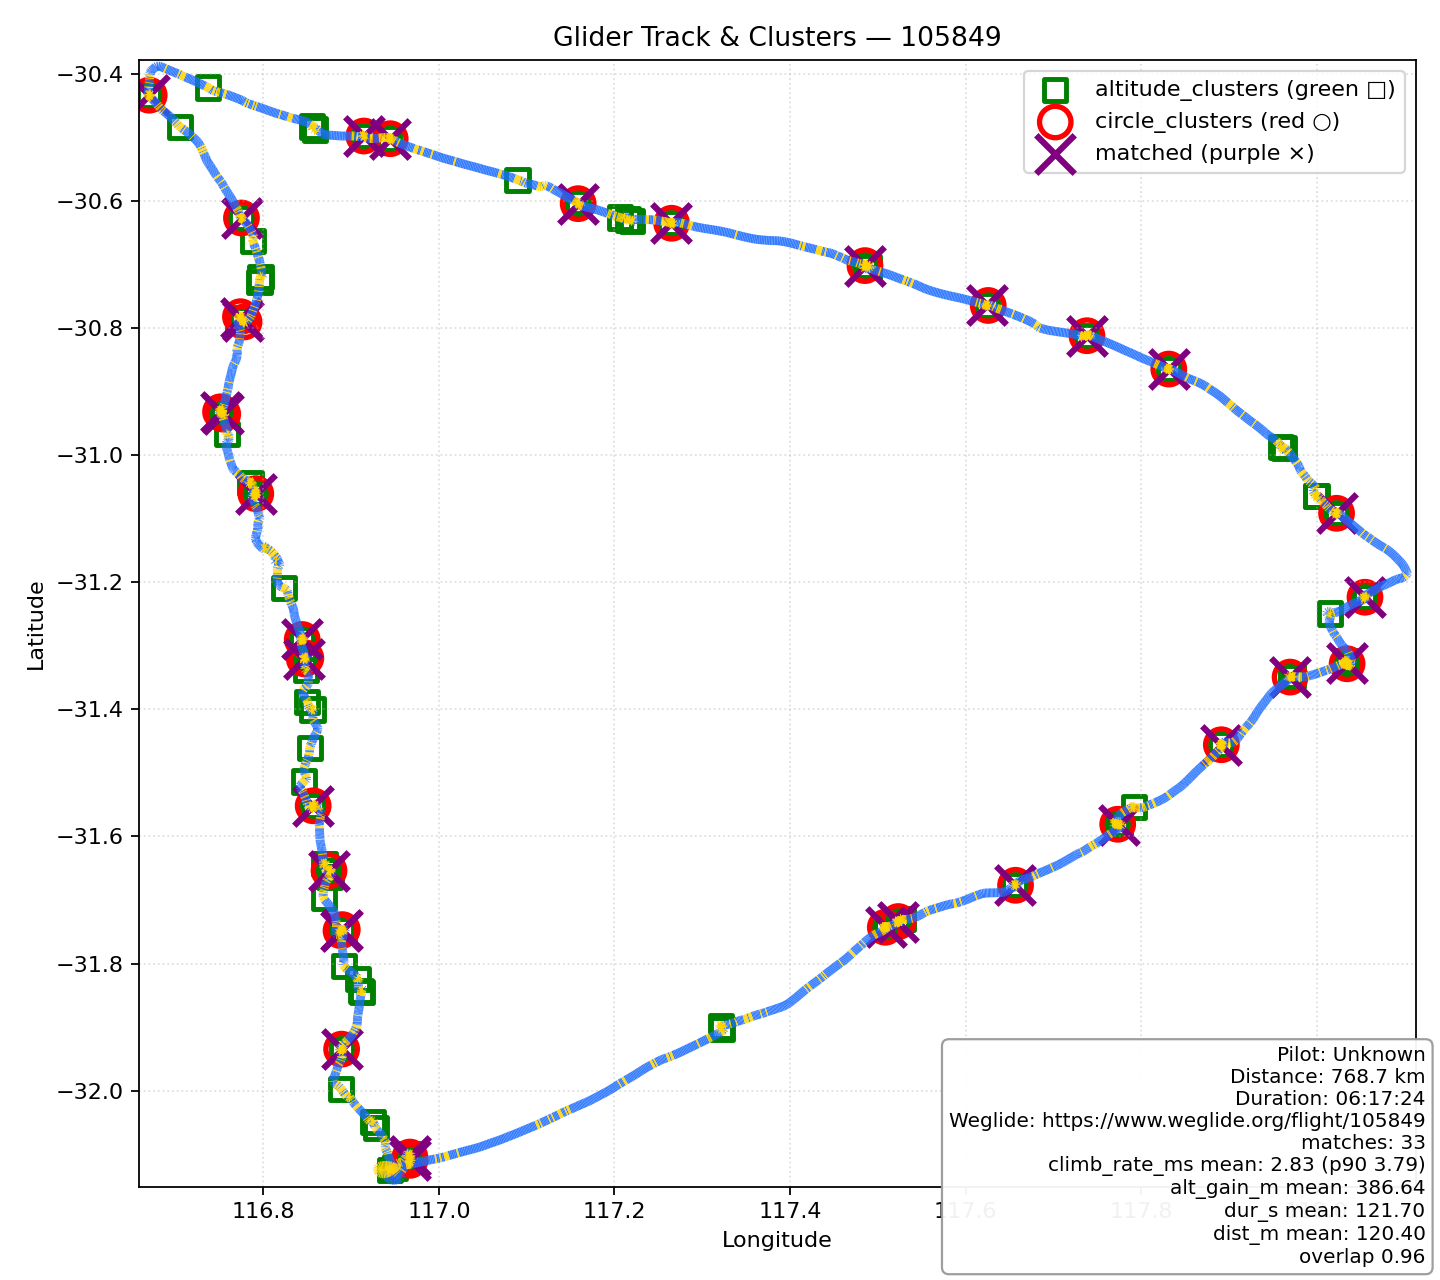 Glider Track & Clusters — 105849
altitude_clusters (green □)
circle_clusters (red ○)
matched (purple ×)
−30.4
−30.6
−30.8
−31.0
−31.2
−31.4
−31.6
−31.8
−32.0
Latitude
116.8
117.0
117.2
117.4
117.6
117.8
Longitude
Pilot: Unknown
Distance: 768.7 km
Duration: 06:17:24
Weglide: https://www.weglide.org/flight/105849
matches: 33
climb_rate_ms mean: 2.83 (p90 3.79)
alt_gain_m mean: 386.64
dur_s mean: 121.70
dist_m mean: 120.40
overlap 0.96